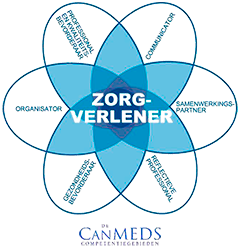 PROFESSIONAL
EN KWALITEITS-
BEVORDERAAR
COMMUNICATOR
ORGANISATOR
ZORG-
VERLENER
SAMENWERKINGS-
PARTNER
GEZONDHEIDS-
BEVORDERAAR
REFLECTIEVE
PROFESSIONAL
DE
CANMEDS
COMPETENTIEGEBIEDEN